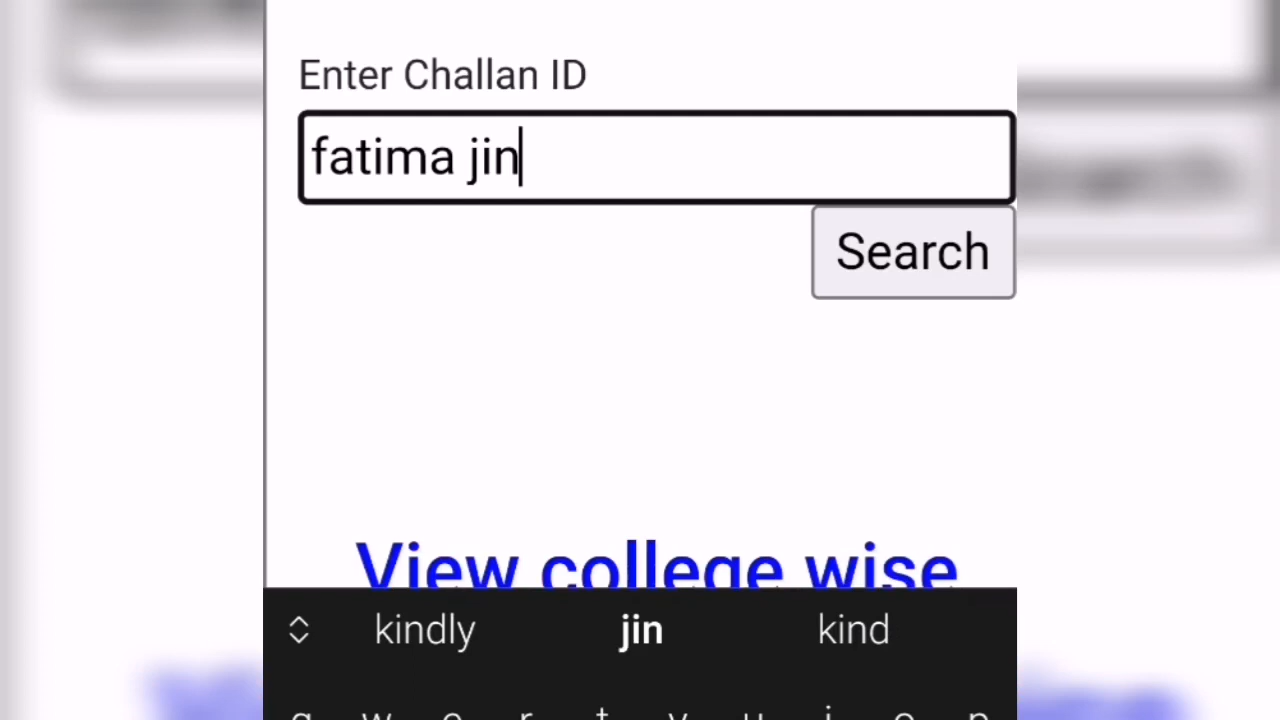 Enter Challan ID
fatima jin
Search
View college wise
kindly jin kind
q w e r t y u i o p